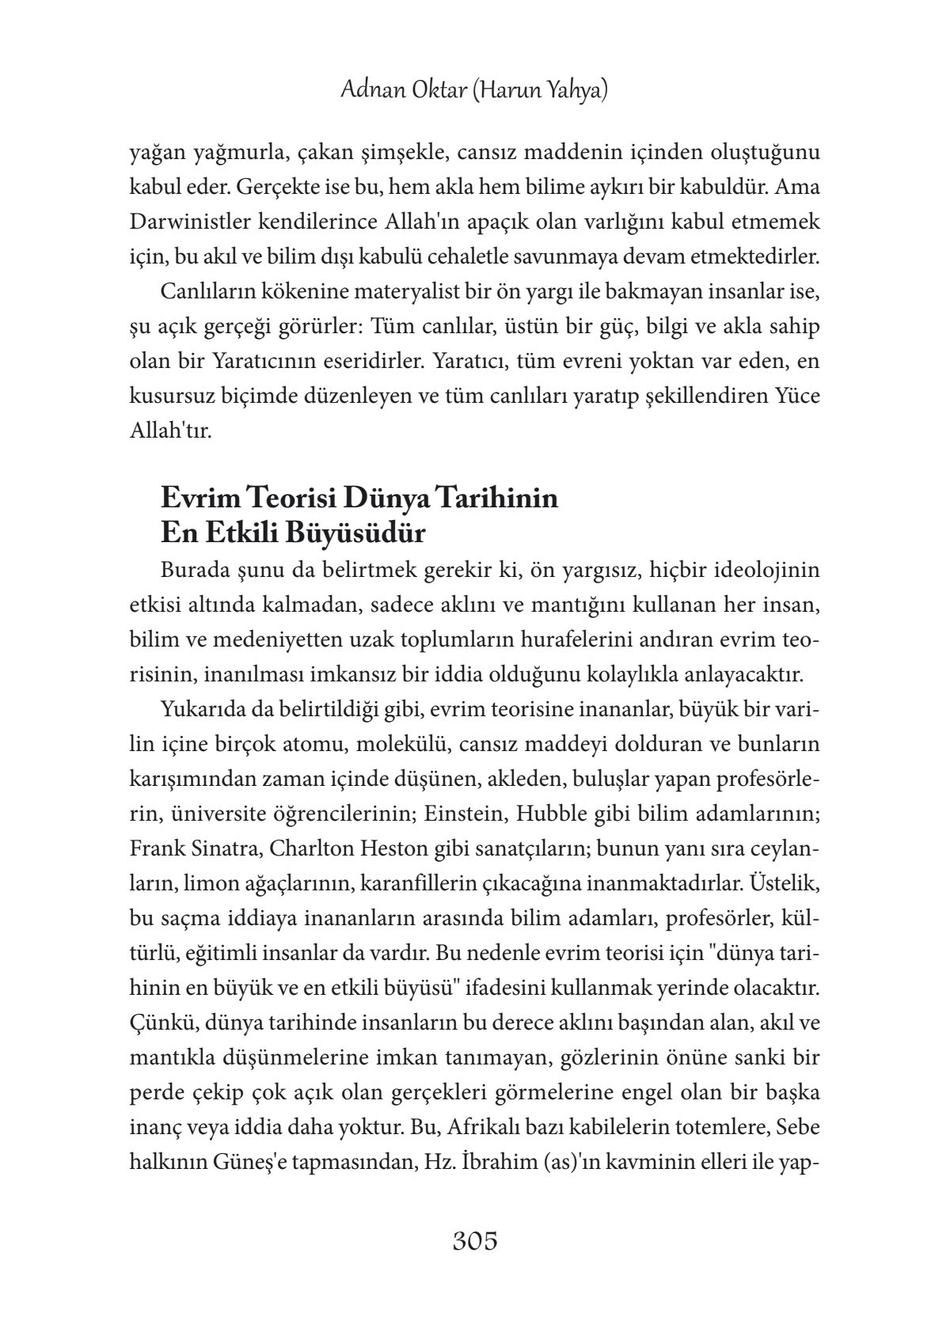 Adnan Oktar (Harun Yahya)
yağan yağmurla, çakan şimşekle, cansız maddenin içinden oluştuğunu
kabul eder. Gerçekte ise bu, hem akla hem bilime aykırı bir kabuldür. Ama
Darwinistler kendilerince Allah'ın apaçık olan varlığını kabul etmemek
için, bu akıl ve bilim dışı kabulü cehaletle savunmaya devam etmektedirler.
Canlıların kökenine materyalist bir ön yargı ile bakmayan insanlar ise,
şu açık gerçeği görürler: Tüm canlılar, üstün bir güç, bilgi ve akla sahip
olan bir Yaratıcının eseridirler. Yaratıcı, tüm evreni yoktan var eden, en
kusursuz biçimde düzenleyen ve tüm canlıları yaratıp şekillendiren Yüce
Allah'tır.
Evrim Teorisi Dünya Tarihinin
En Etkili Büyüsüdür
Burada şunu da belirtmek gerekir ki, ön yargısız, hiçbir ideolojinin
etkisi altında kalmadan, sadece aklını ve mantığını kullanan her insan,
bilim ve medeniyetten uzak toplumların hurafelerini andıran evrim teo-
risinin, inanılması imkansız bir iddia olduğunu kolaylıkla anlayacaktır.
Yukarıda da belirtildiği gibi, evrim teorisine inananlar, büyük bir vari-
lin içine birçok atomu, molekülü, cansız maddeyi dolduran ve bunların
karışımından zaman içinde düşünen, akleden, buluşlar yapan profesörle-
rin, üniversite öğrencilerinin; Einstein, Hubble gibi bilim adamlarının;
Frank Sinatra, Charlton Heston gibi sanatçıların; bunun yanı sıra ceylan-
ların, limon ağaçlarının, karanfillerin çıkacağına inanmaktadırlar. Üstelik,
bu saçma iddiaya inananların arasında bilim adamları, profesörler, kül-
türlü, eğitimli insanlar da vardır. Bu nedenle evrim teorisi için "dünya tari-
hinin en büyük ve en etkili büyüsü" ifadesini kullanmak yerinde olacaktır.
Çünkü, dünya tarihinde insanların bu derece aklını başından alan, akıl ve
mantıkla düşünmelerine imkan tanımayan, gözlerinin önüne sanki bir
perde çekip çok açık olan gerçekleri görmelerine engel olan bir başka
inanç veya iddia daha yoktur. Bu, Afrikalı bazı kabilelerin totemlere, Sebe
halkının Güneş'e tapmasından, Hz. İbrahim (as)'ın kavminin elleri ile yap-
305